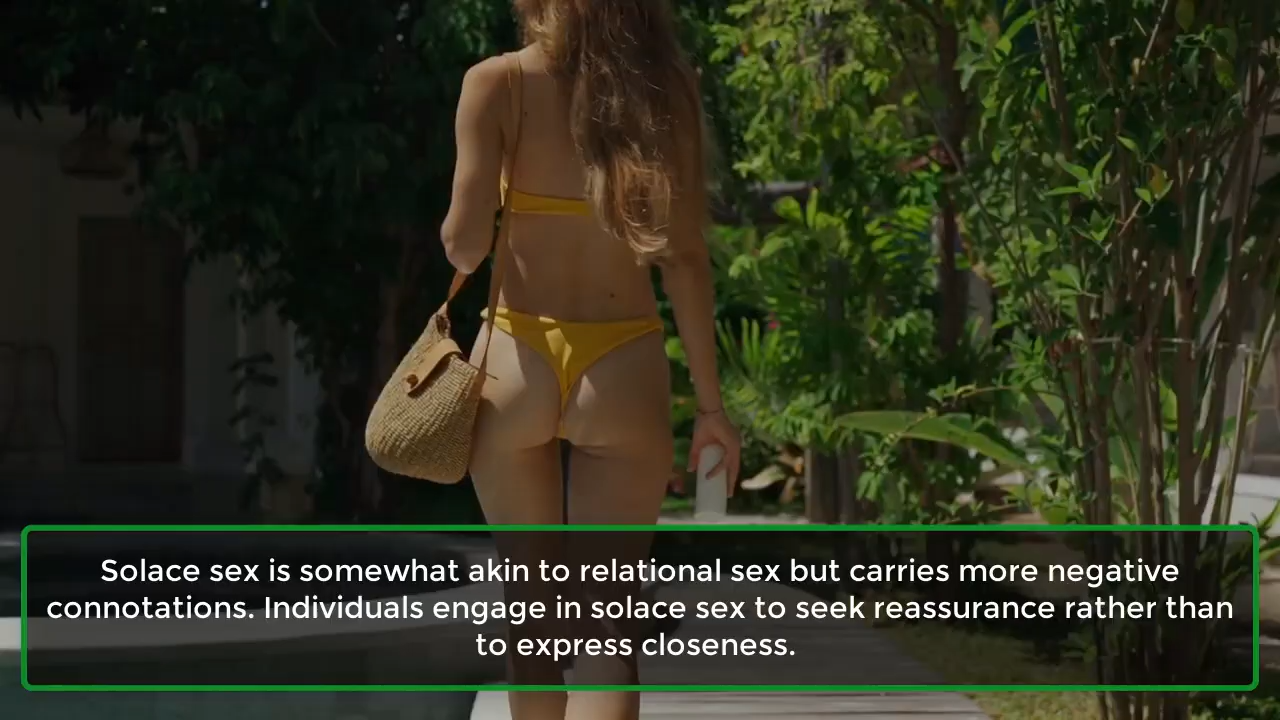 Solace sex is somewhat akin to relational sex but carries more negative
connotations. Individuals engage in solace sex to seek reassurance rather than
to express closeness.